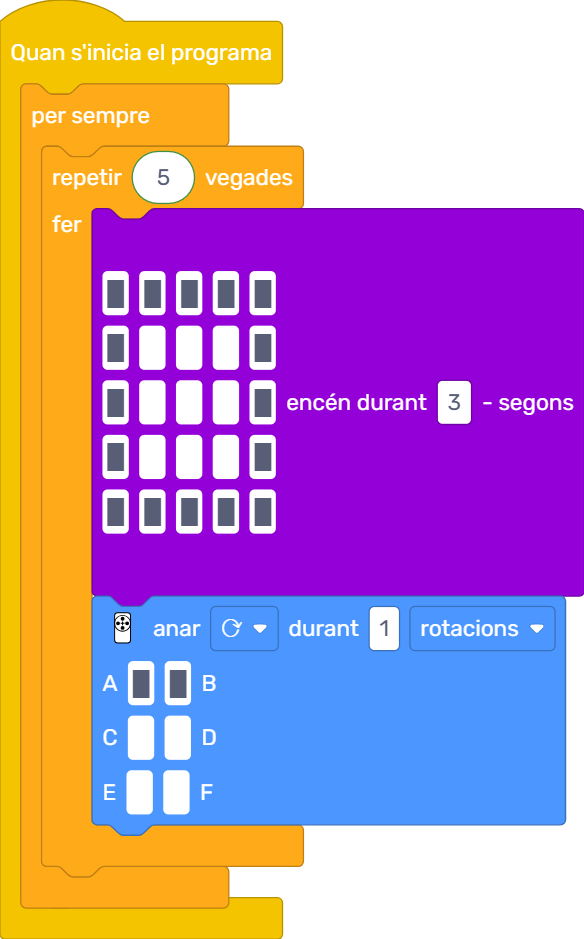 Quan s'inicia el programa
per sempre
repetir 5 vegades
fer
encén durant 3 - segons
anar durant 1 rotacions
A B
C D
E F